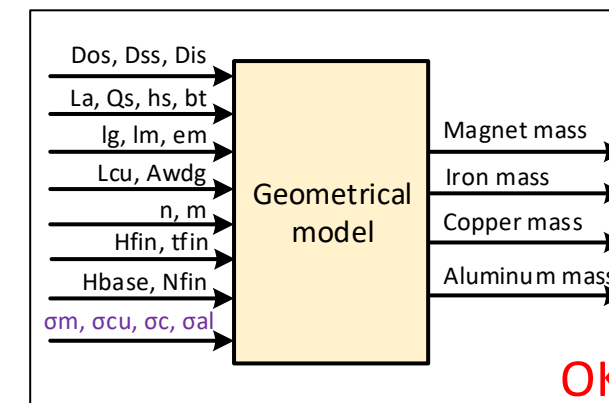 Dos, Dss, Dis
La, Qs, hs, bt
lg, lm, em
Lcu, Awdg
n, m
Hfin, tfin
Hbase, Nfin
σm, σcu, σc, σal
Geometrical
model
Magnet mass
Iron mass
Copper mass
Aluminum mass
OK